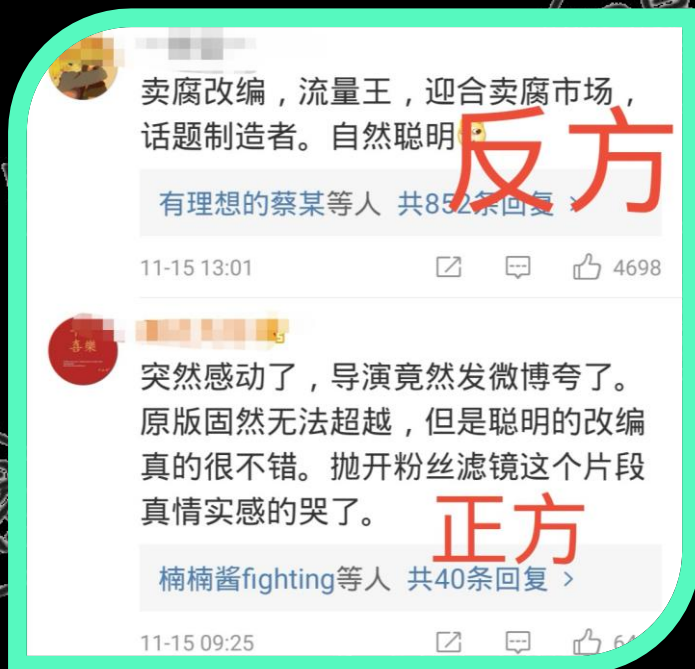 卖腐改编，流量王，迎合卖腐市场，
话题制造者。自然聪明
反方
有理想的蔡某等人 共852条回复 >
11-15 13:01 4698
喜樂
突然感动了，导演竟然发微博夸了。
原版固然无法超越，但是聪明的改编
真的很不错。抛开粉丝滤镜这个片段
真情实感的哭了。
正方
楠楠酱fighting等人 共40条回复 >
11-15 09:25